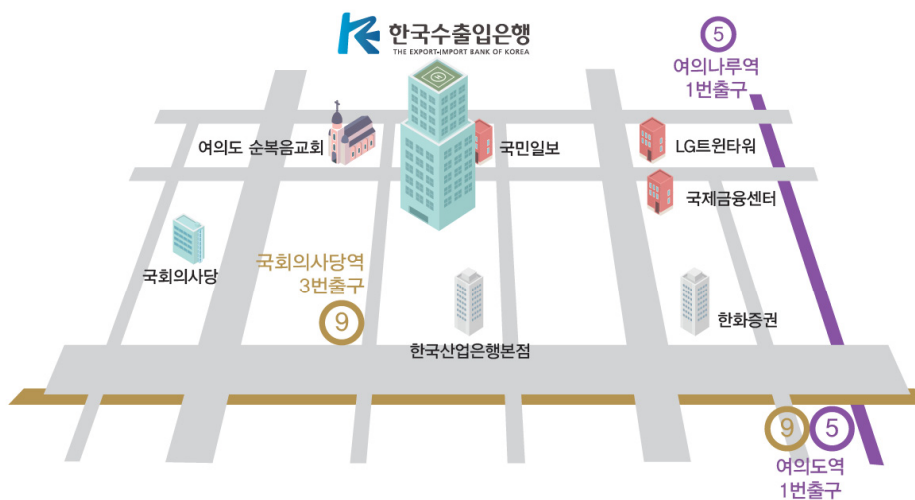 한국수출입은행
THE EXPORT-IMPORT BANK OF KOREA
5
여의나루역
1번출구
여의도 순복음교회
국민일보
LG트윈타워
국제금융센터
국회의사당
국회의사당역
3번출구
9
한국산업은행본점
한화증권
9
5
여의도역
1번출구